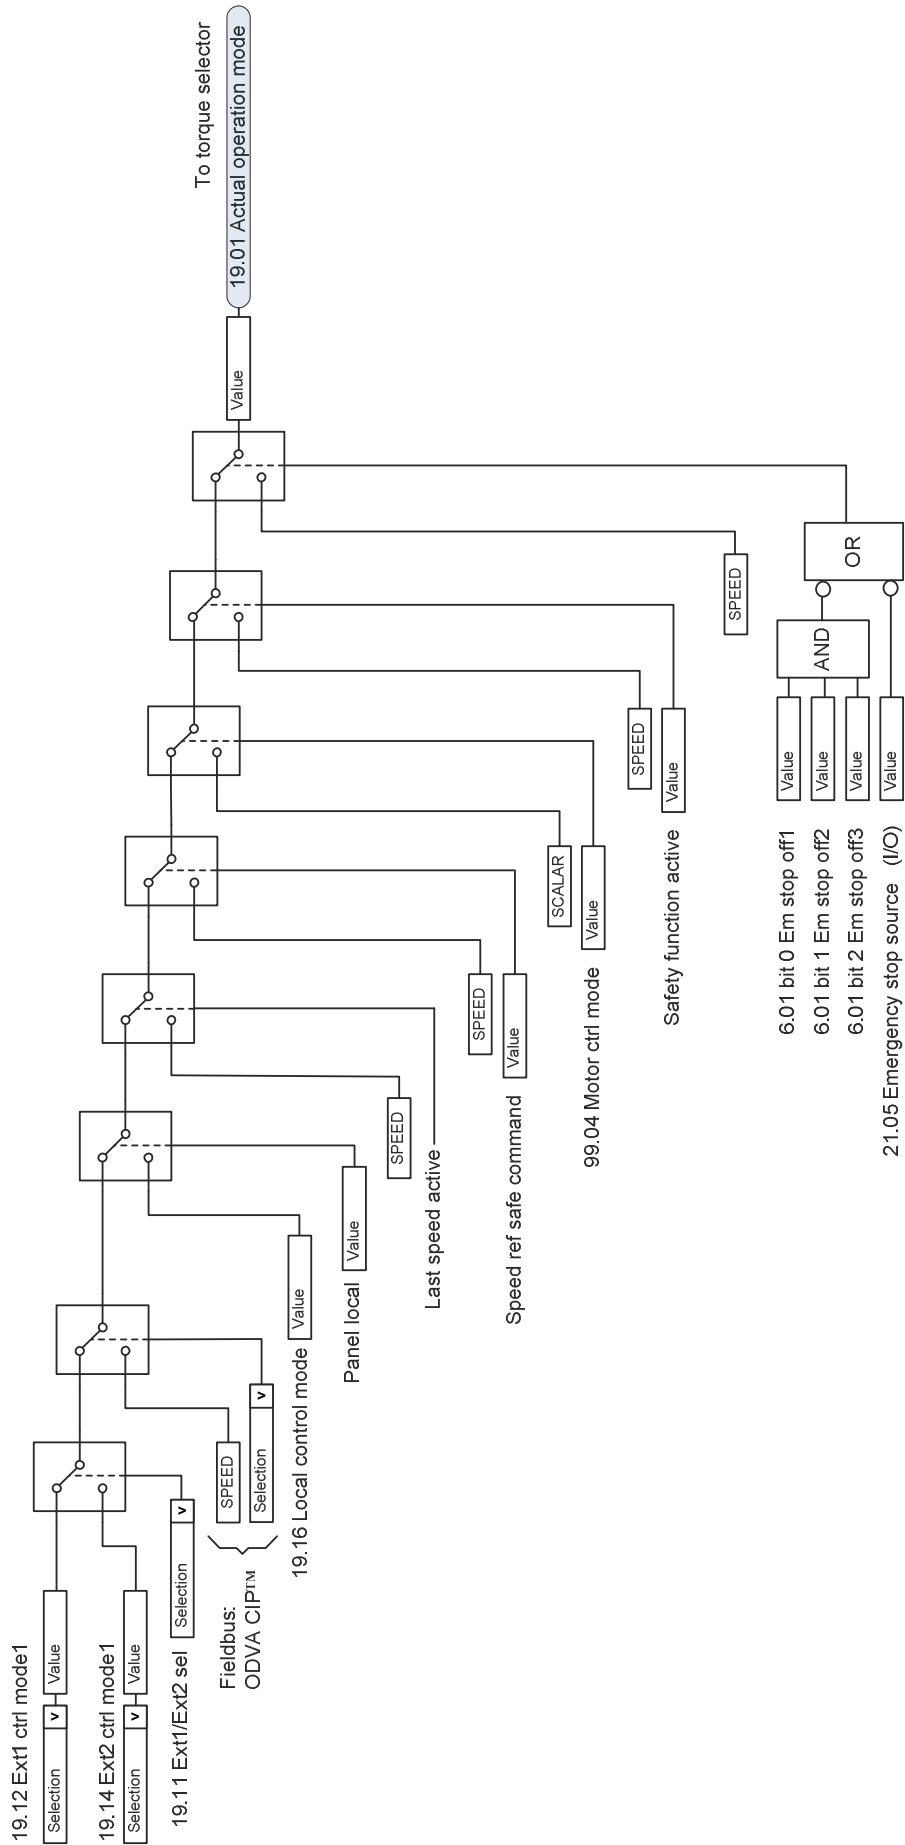 19.12 Ext1 ctrl mode1
Selection
v
Value
19.14 Ext2 ctrl mode1
Selection
v
Value
19.11 Ext1/Ext2 sel
Selection
v
Fieldbus:
ODVA CIP™
SPEED
Selection
v
19.16 Local control mode
Value
Panel local
Value
SPEED
Last speed active
SPEED
Speed ref safe command
Value
SCALAR
99.04 Motor ctrl mode
Value
SPEED
Safety function active
Value
SPEED
6.01 bit 0 Em stop off1
Value
6.01 bit 1 Em stop off2
Value
6.01 bit 2 Em stop off3
Value
AND
21.05 Emergency stop source (I/O)
Value
OR
Value
19.01 Actual operation mode
To torque selector